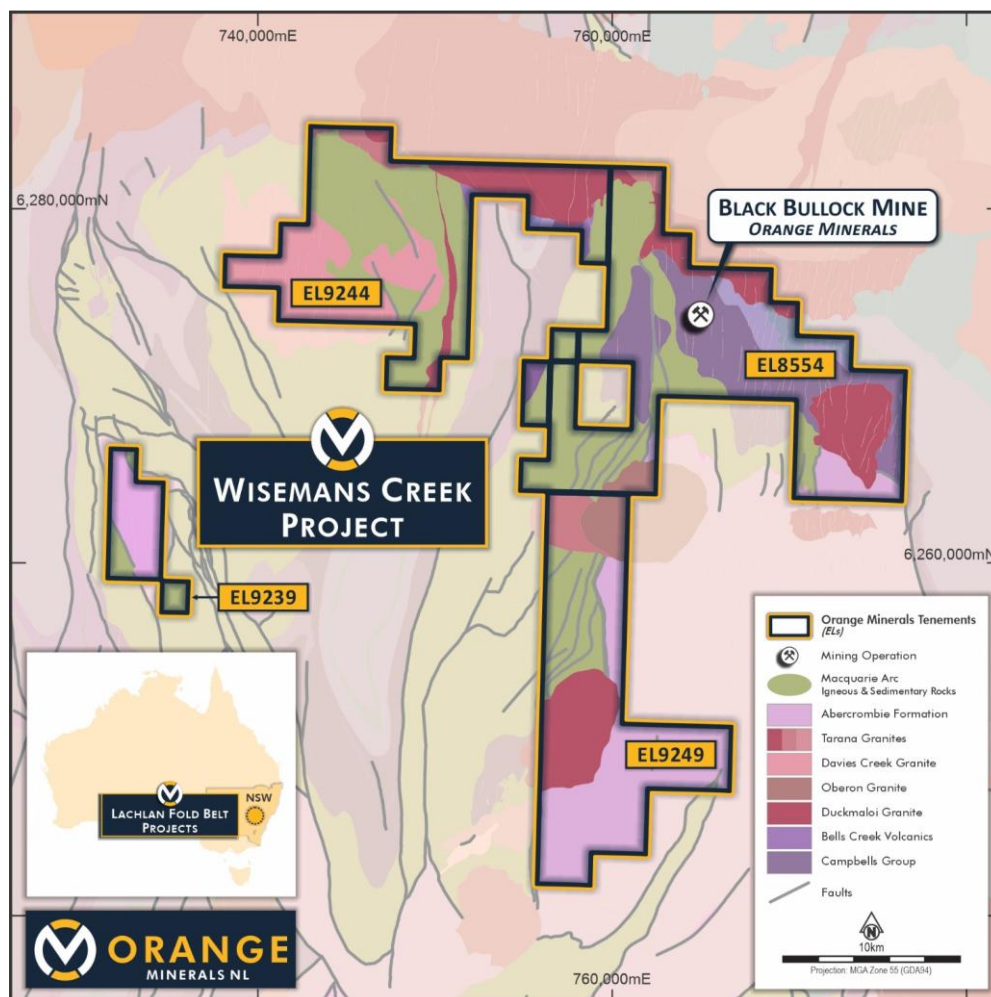 740,000mE
760,000mE
6,280,000mN
BLACK BULLOCK MINE
ORANGE MINERALS
EL9244
EL8554
WISEMANS CREEK
PROJECT
6,260,000mN
EL9239
EL9249
NSW
LACHLAN FOLD BELT
PROJECTS
Orange Minerals Tenements
(ELs)
Mining Operation
Macquarie Arc
Igneous & Sedimentary Rocks
Abercrombie Formation
Tarana Granites
Davies Creek Granite
Oberon Granite
Duckmaloi Granite
Bells Creek Volcanics
Campbells Group
Faults
N
10km
Projection: MGA Zone 55 (GDA94)
ORANGE
MINERALS NL
760,000mE